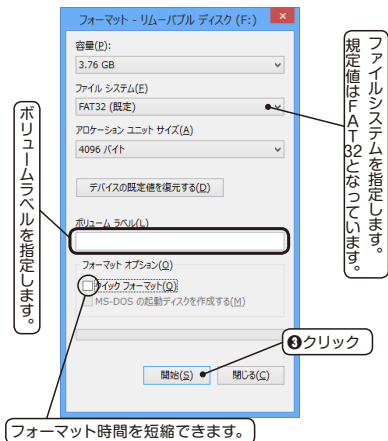 フォーマット - リムーバブル ディスク (F:)
容量(P):
3.76 GB
ファイル システム(F)
FAT32 (既定)
アロケーション ユニット サイズ(A)
4096 バイト
デバイスの既定値を復元する(D)
ボリューム ラベル(L)
フォーマット オプション(O)
クイック フォーマット(Q)
MS-DOS の起動ディスクを作成する(M)
開始(S)
閉じる(C)
ファイルシステムを指定します。
規定値はFAT32となっています。
ボリュームラベルを指定します。
❸クリック
フォーマット時間を短縮できます。